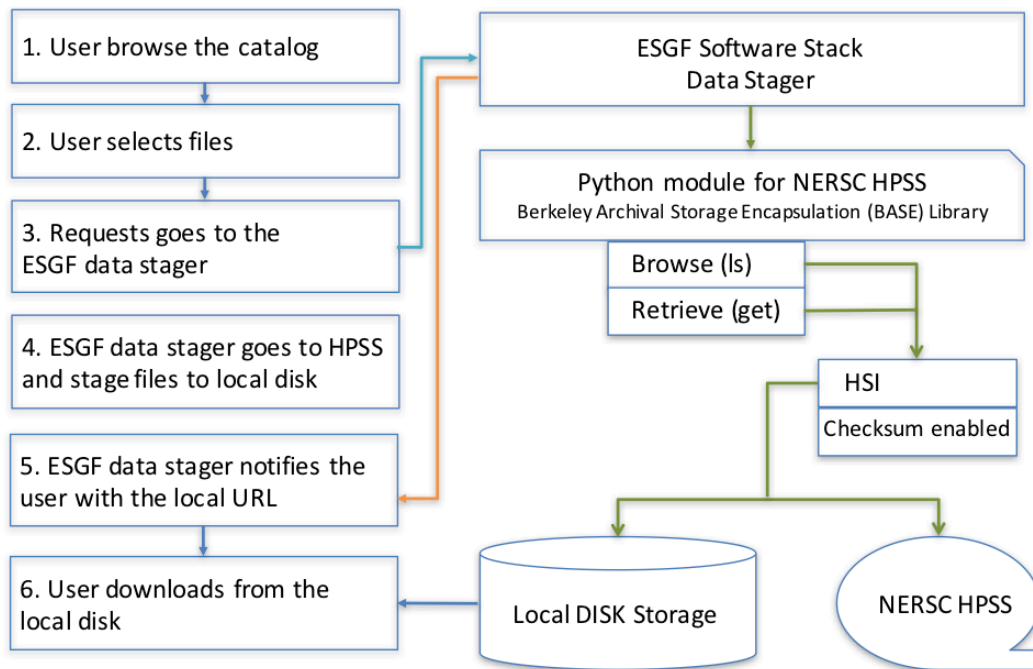 1. User browse the catalog
2. User selects files
3. Requests goes to the
ESGF data stager
4. ESGF data stager goes to HPSS
and stage files to local disk
5. ESGF data stager notifies the
user with the local URL
6. User downloads from the
local disk
ESGF Software Stack
Data Stager
Python module for NERSC HPSS
Berkeley Archival Storage Encapsulation (BASE) Library
Browse (ls)
Retrieve (get)
HSI
Checksum enabled
Local DISK Storage
NERSC HPSS